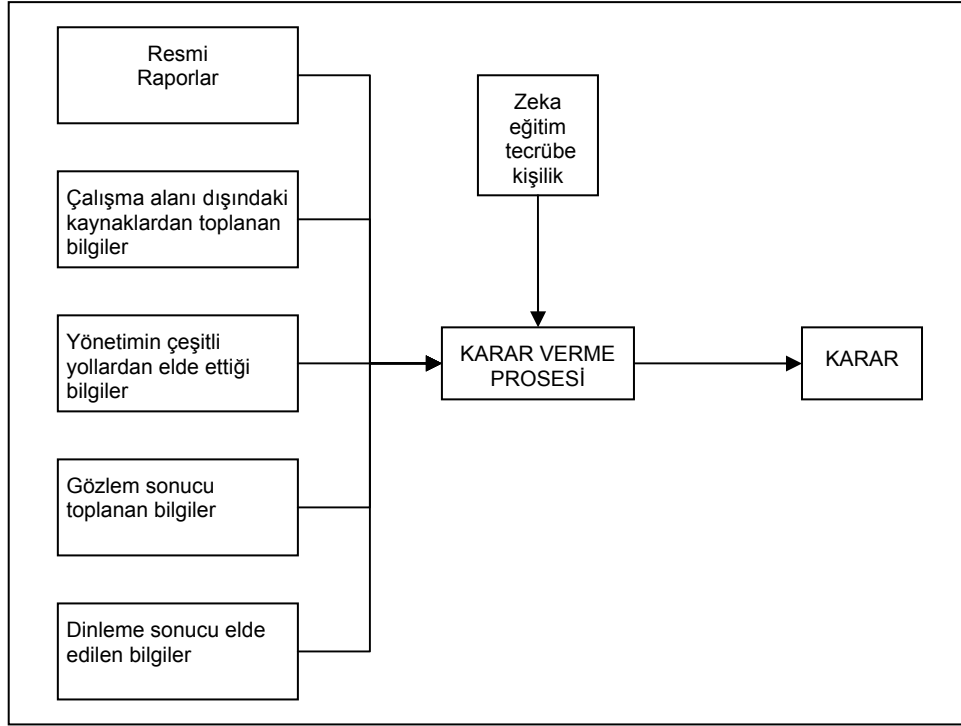 Resmi
Raporlar
Zeka
eğitim
tecrübe
kişilik
Çalışma alanı dışındaki
kaynaklardan toplanan
bilgiler
Yönetimin çeşitli
yollardan elde ettiği
bilgiler
KARAR VERME
PROSESİ
KARAR
Gözlem sonucu
toplanan bilgiler
Dinleme sonucu elde
edilen bilgiler